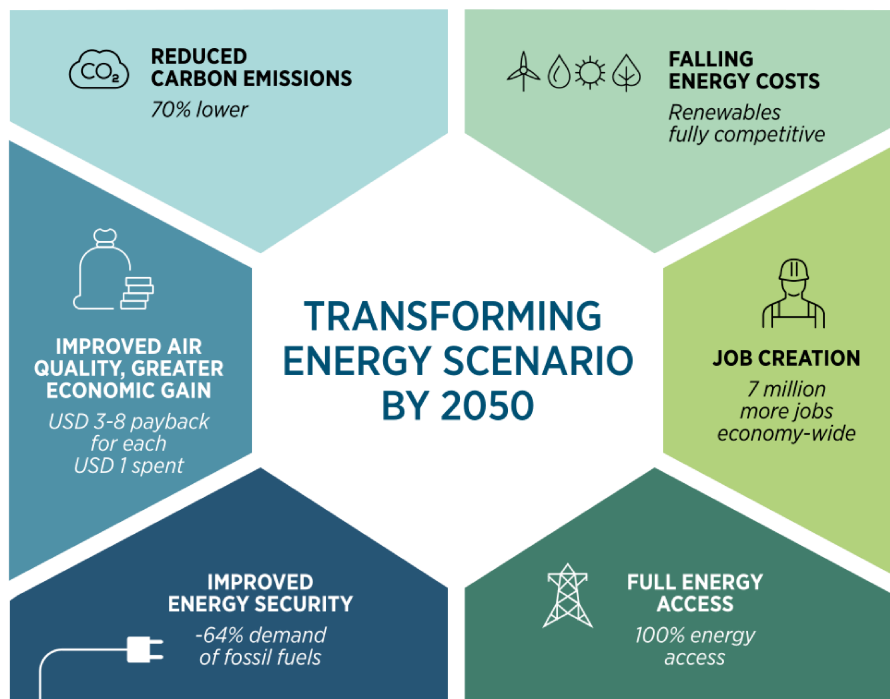 CO₂
REDUCED
CARBON EMISSIONS
70% lower
FALLING
ENERGY COSTS
Renewables
fully competitive
IMPROVED AIR
QUALITY, GREATER
ECONOMIC GAIN
USD 3-8 payback
for each
USD 1 spent
TRANSFORMING
ENERGY SCENARIO
BY 2050
JOB CREATION
7 million
more jobs
economy-wide
IMPROVED
ENERGY SECURITY
-64% demand
of fossil fuels
FULL ENERGY
ACCESS
100% energy
access